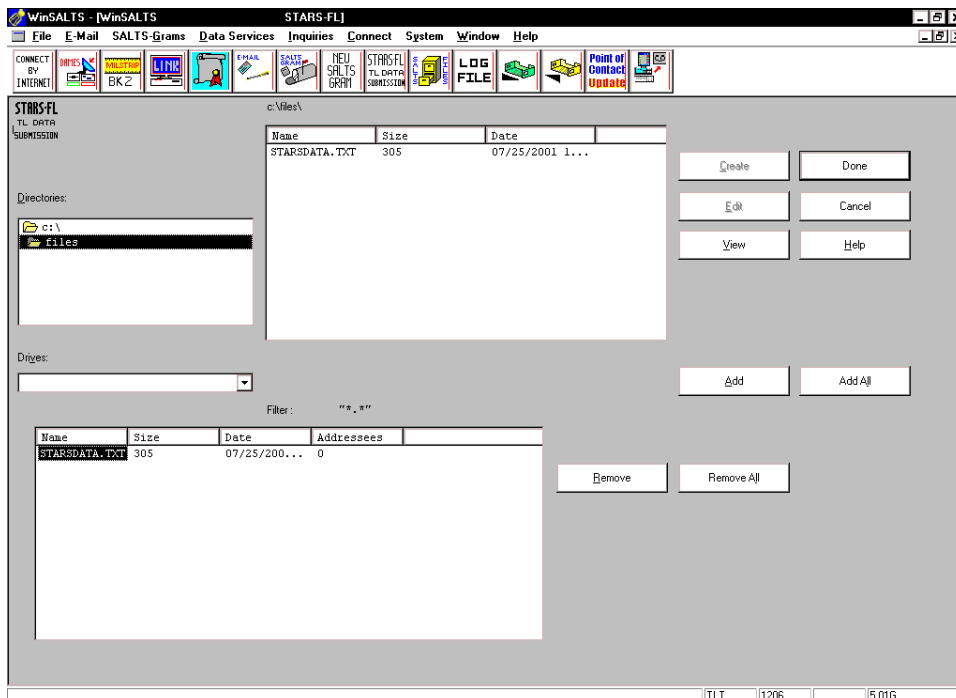 WinSALTS - [WinSALTS STARS-FL]
File E-Mail SALTS-Grams Data Services Inquiries Connect System Window Help
CONNECT BY INTERNET
DAMES
MILSTRIP BK2
LINK
E-MAIL
SALTS GRAM
NEW SALTS GRAM
STARSFL TL DATA SUBMISSION
SALTS FILES
LOG FILE
Point of Contact Update
STARS-FL
TL DATA
SUBMISSION
c:\files\
Name Size Date
STARSDATA.TXT 305 07/25/2001 1...
Create Done
Directories:
Edit Cancel
c:\
files
View Help
Drives:
Add Add All
Filter : "*.*"
Name Size Date Addressees
STARSDATA.TXT 305 07/25/200... 0
Remove Remove All
TLT 1206 5.01G